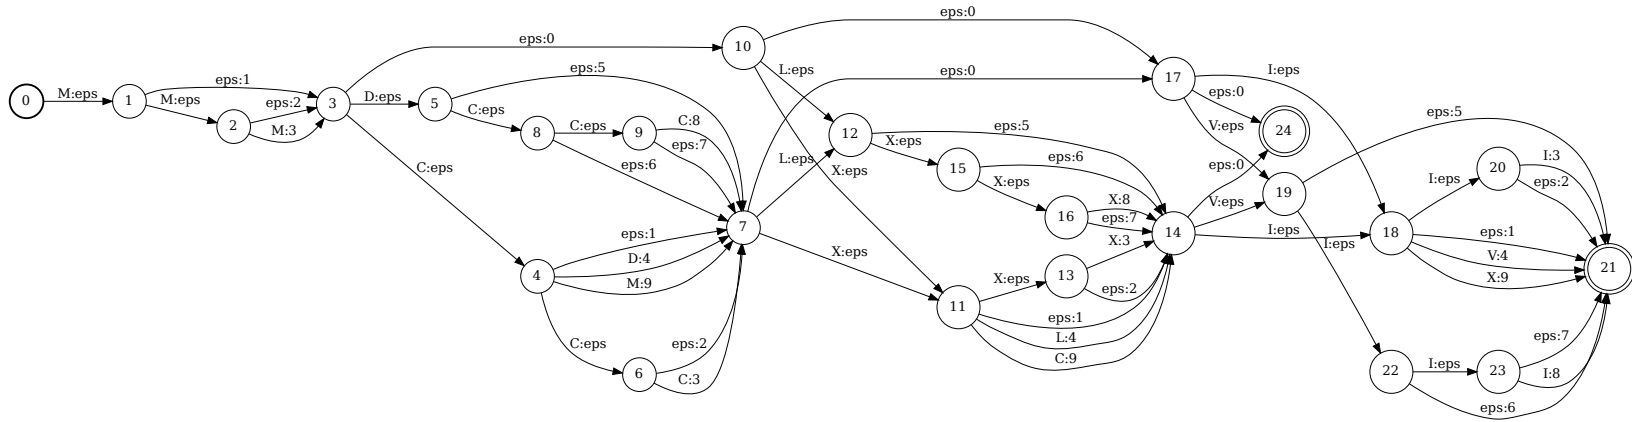 0
M:eps
1
eps:1
M:eps
2
eps:2
M:3
3
eps:0
D:eps
C:eps
5
eps:5
C:eps
8
C:eps
eps:6
9
C:8
eps:7
4
eps:1
D:4
M:9
C:eps
6
eps:2
C:3
7
eps:0
L:eps
X:eps
10
eps:0
L:eps
X:eps
12
eps:5
X:eps
15
eps:6
X:eps
16
X:8
eps:7
11
X:eps
eps:1
L:4
C:9
13
X:3
eps:2
14
eps:0
V:eps
I:eps
17
I:eps
eps:0
V:eps
24
19
eps:5
I:eps
18
I:eps
eps:1
V:4
X:9
20
I:3
eps:2
22
I:eps
eps:6
23
eps:7
I:8
21